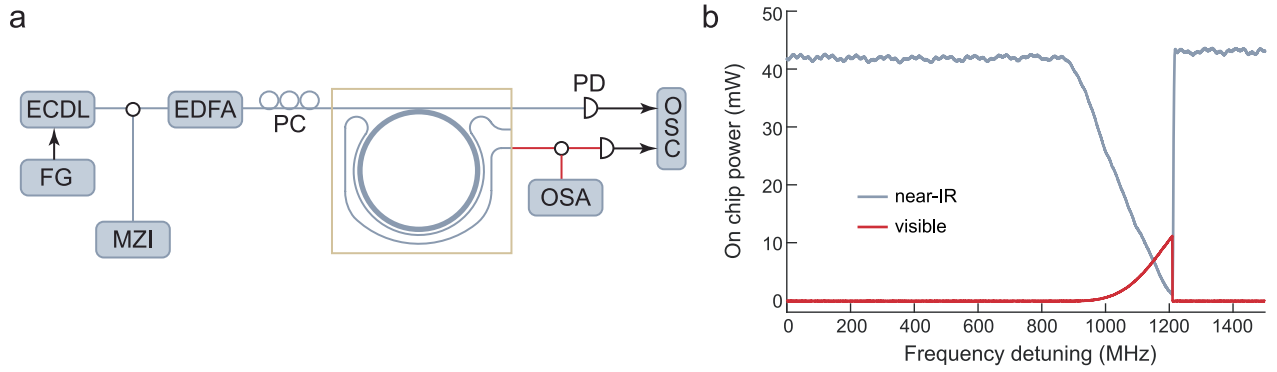 a
ECDL
EDFA
PC
PD
OSC
FG
MZI
OSA
b
On chip power (mW)
50
40
30
20
10
0
near-IR
visible
0 200 400 600 800 1000 1200 1400
Frequency detuning (MHz)